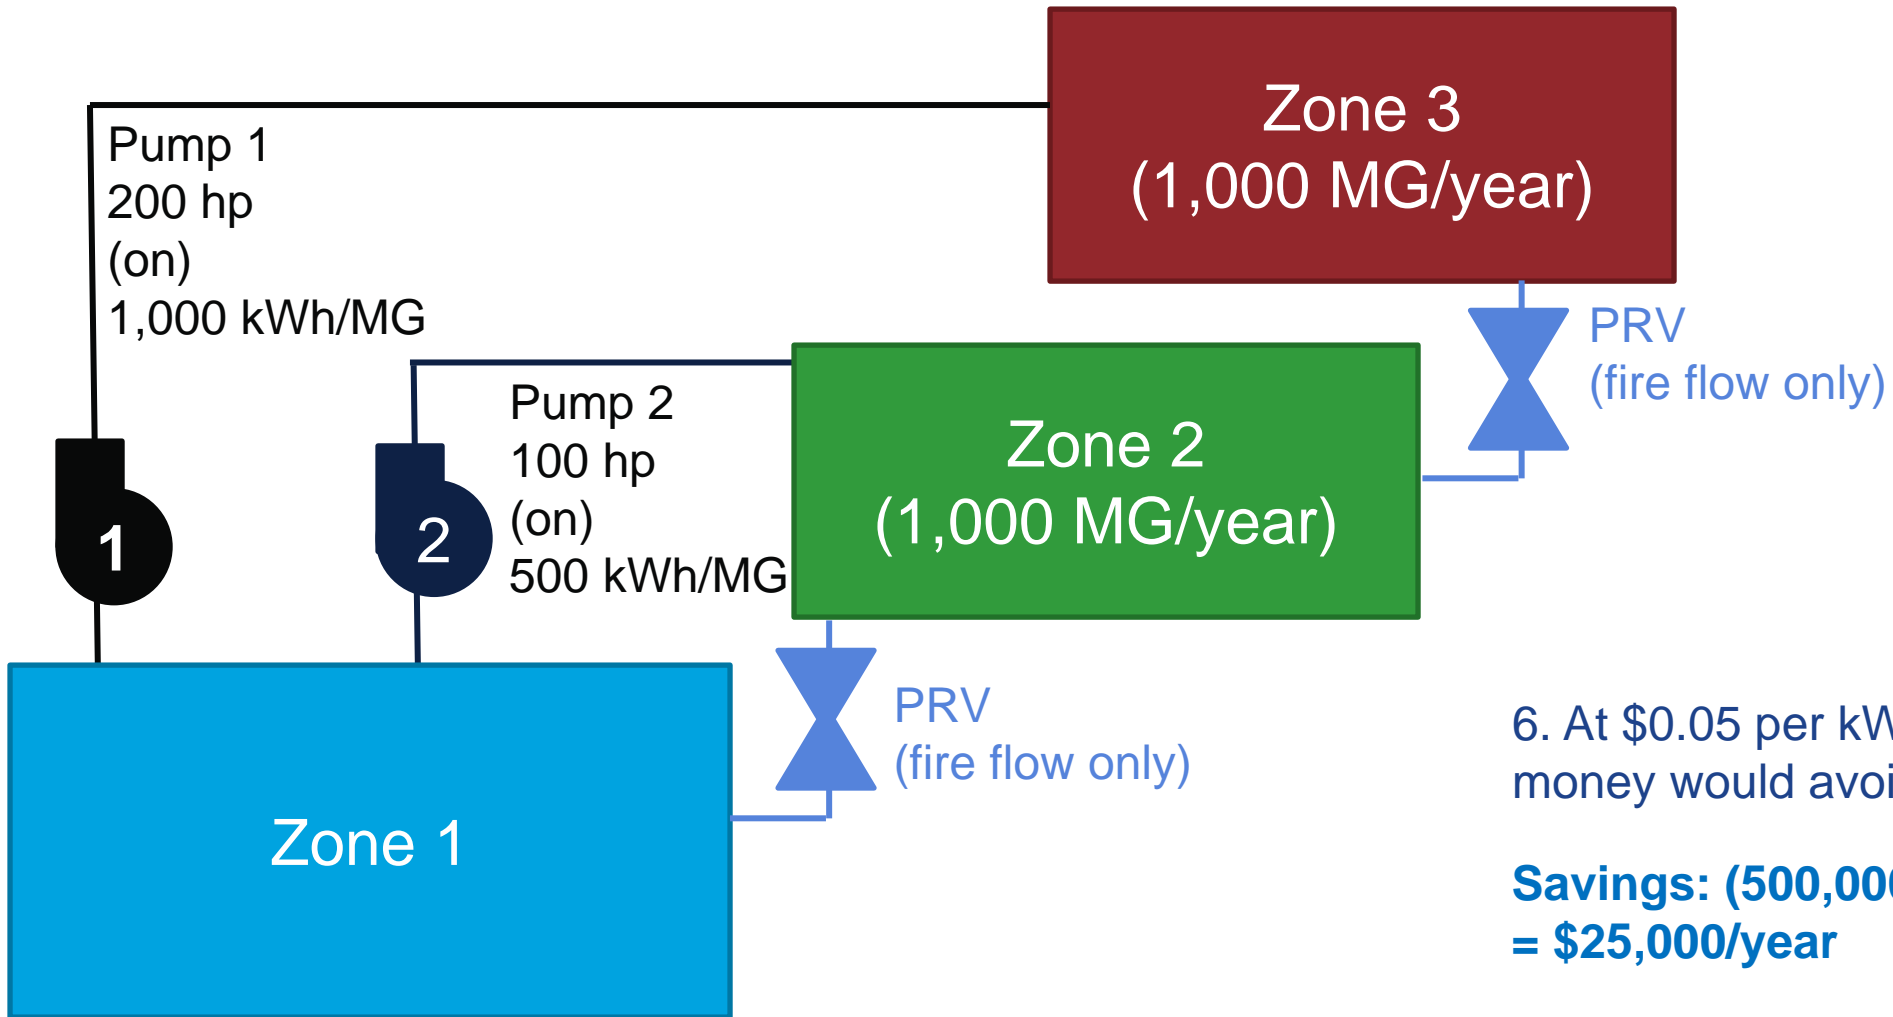 Zone 3
(1,000 MG/year)
Pump 1
200 hp
(on)
1,000 kWh/MG
PRV
(fire flow only)
Pump 2
100 hp
(on)
500 kWh/MG
Zone 2
(1,000 MG/year)
1
2
PRV
(fire flow only)
Zone 1
6. At $0.05 per
money would
Savings:
= $25,000/year